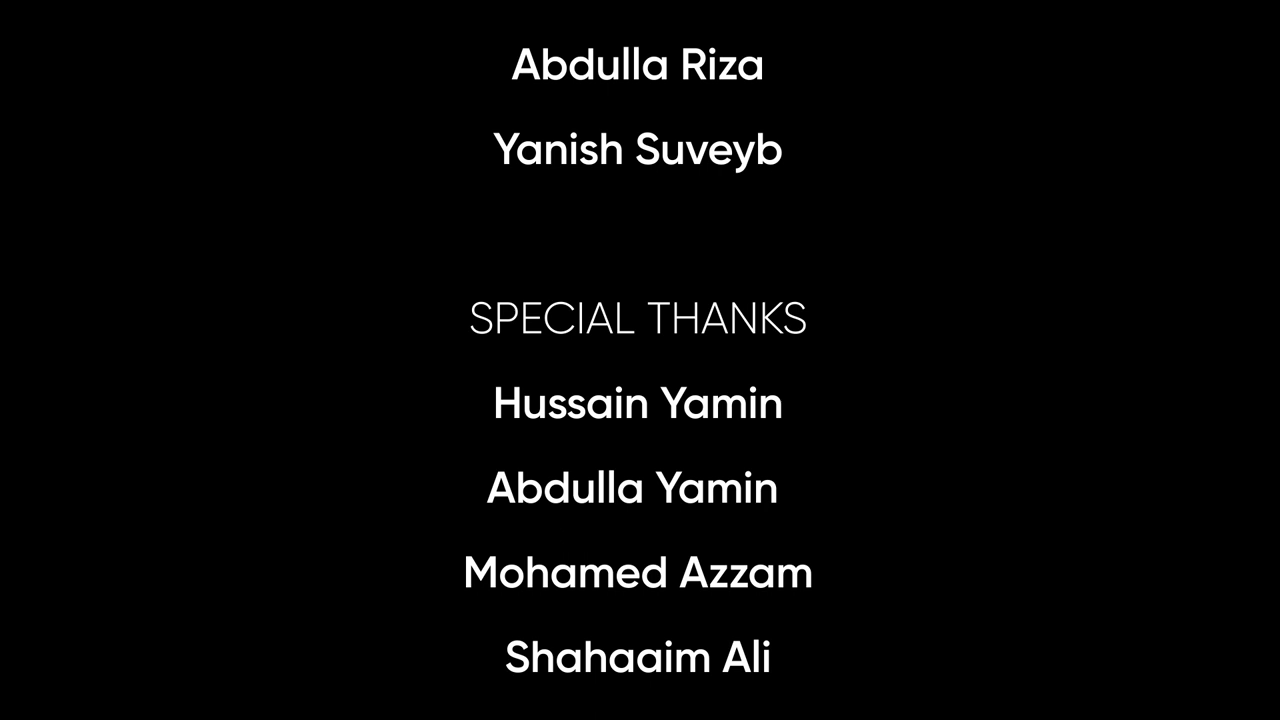 Abdulla Riza
Yanish Suveyb
SPECIAL THANKS
Hussain Yamin
Abdulla Yamin
Mohamed Azzam
Shahaaim Ali